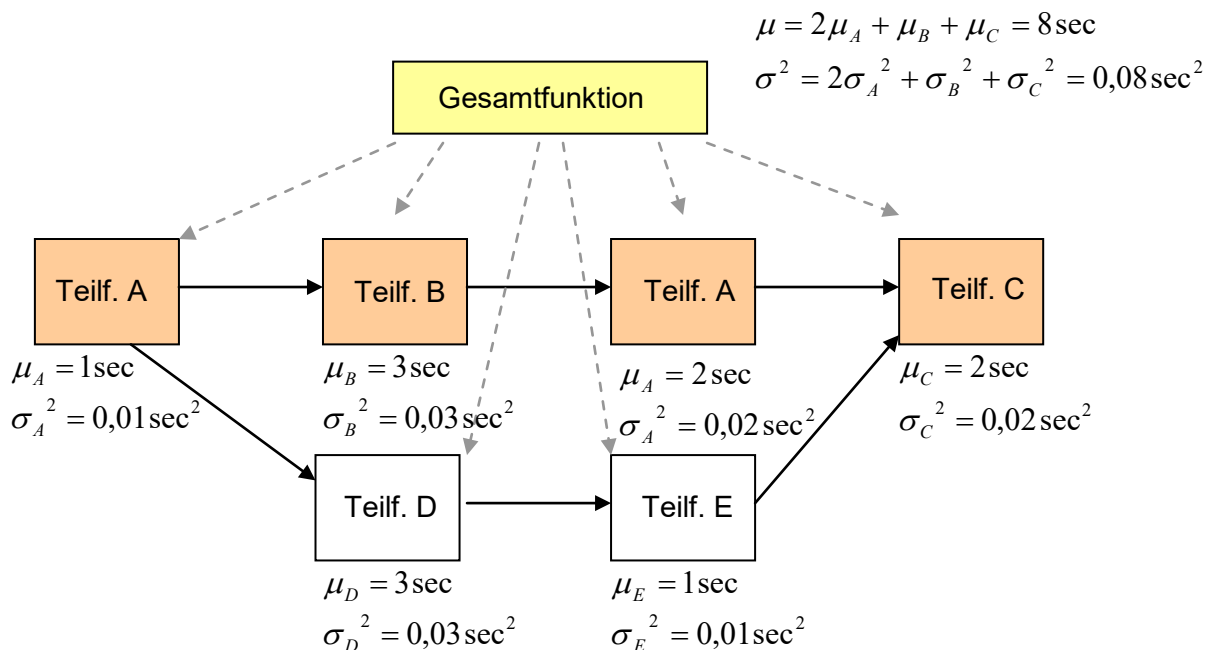 μ = 2μ_A + μ_B + μ_C = 8sec
σ² = 2σ_A² + σ_B² + σ_C² = 0,08sec²
Gesamtfunktion
Teilf. A
Teilf. B
Teilf. A
Teilf. C
μ_A = 1sec
σ_A² = 0,01sec²
μ_B = 3sec
σ_B² = 0,03sec²
μ_A = 2sec
σ_A² = 0,02sec²
μ_C = 2sec
σ_C² = 0,02sec²
Teilf. D
Teilf. E
μ_D = 3sec
σ_D² = 0,03sec²
μ_E = 1sec
σ_E² = 0,01sec²